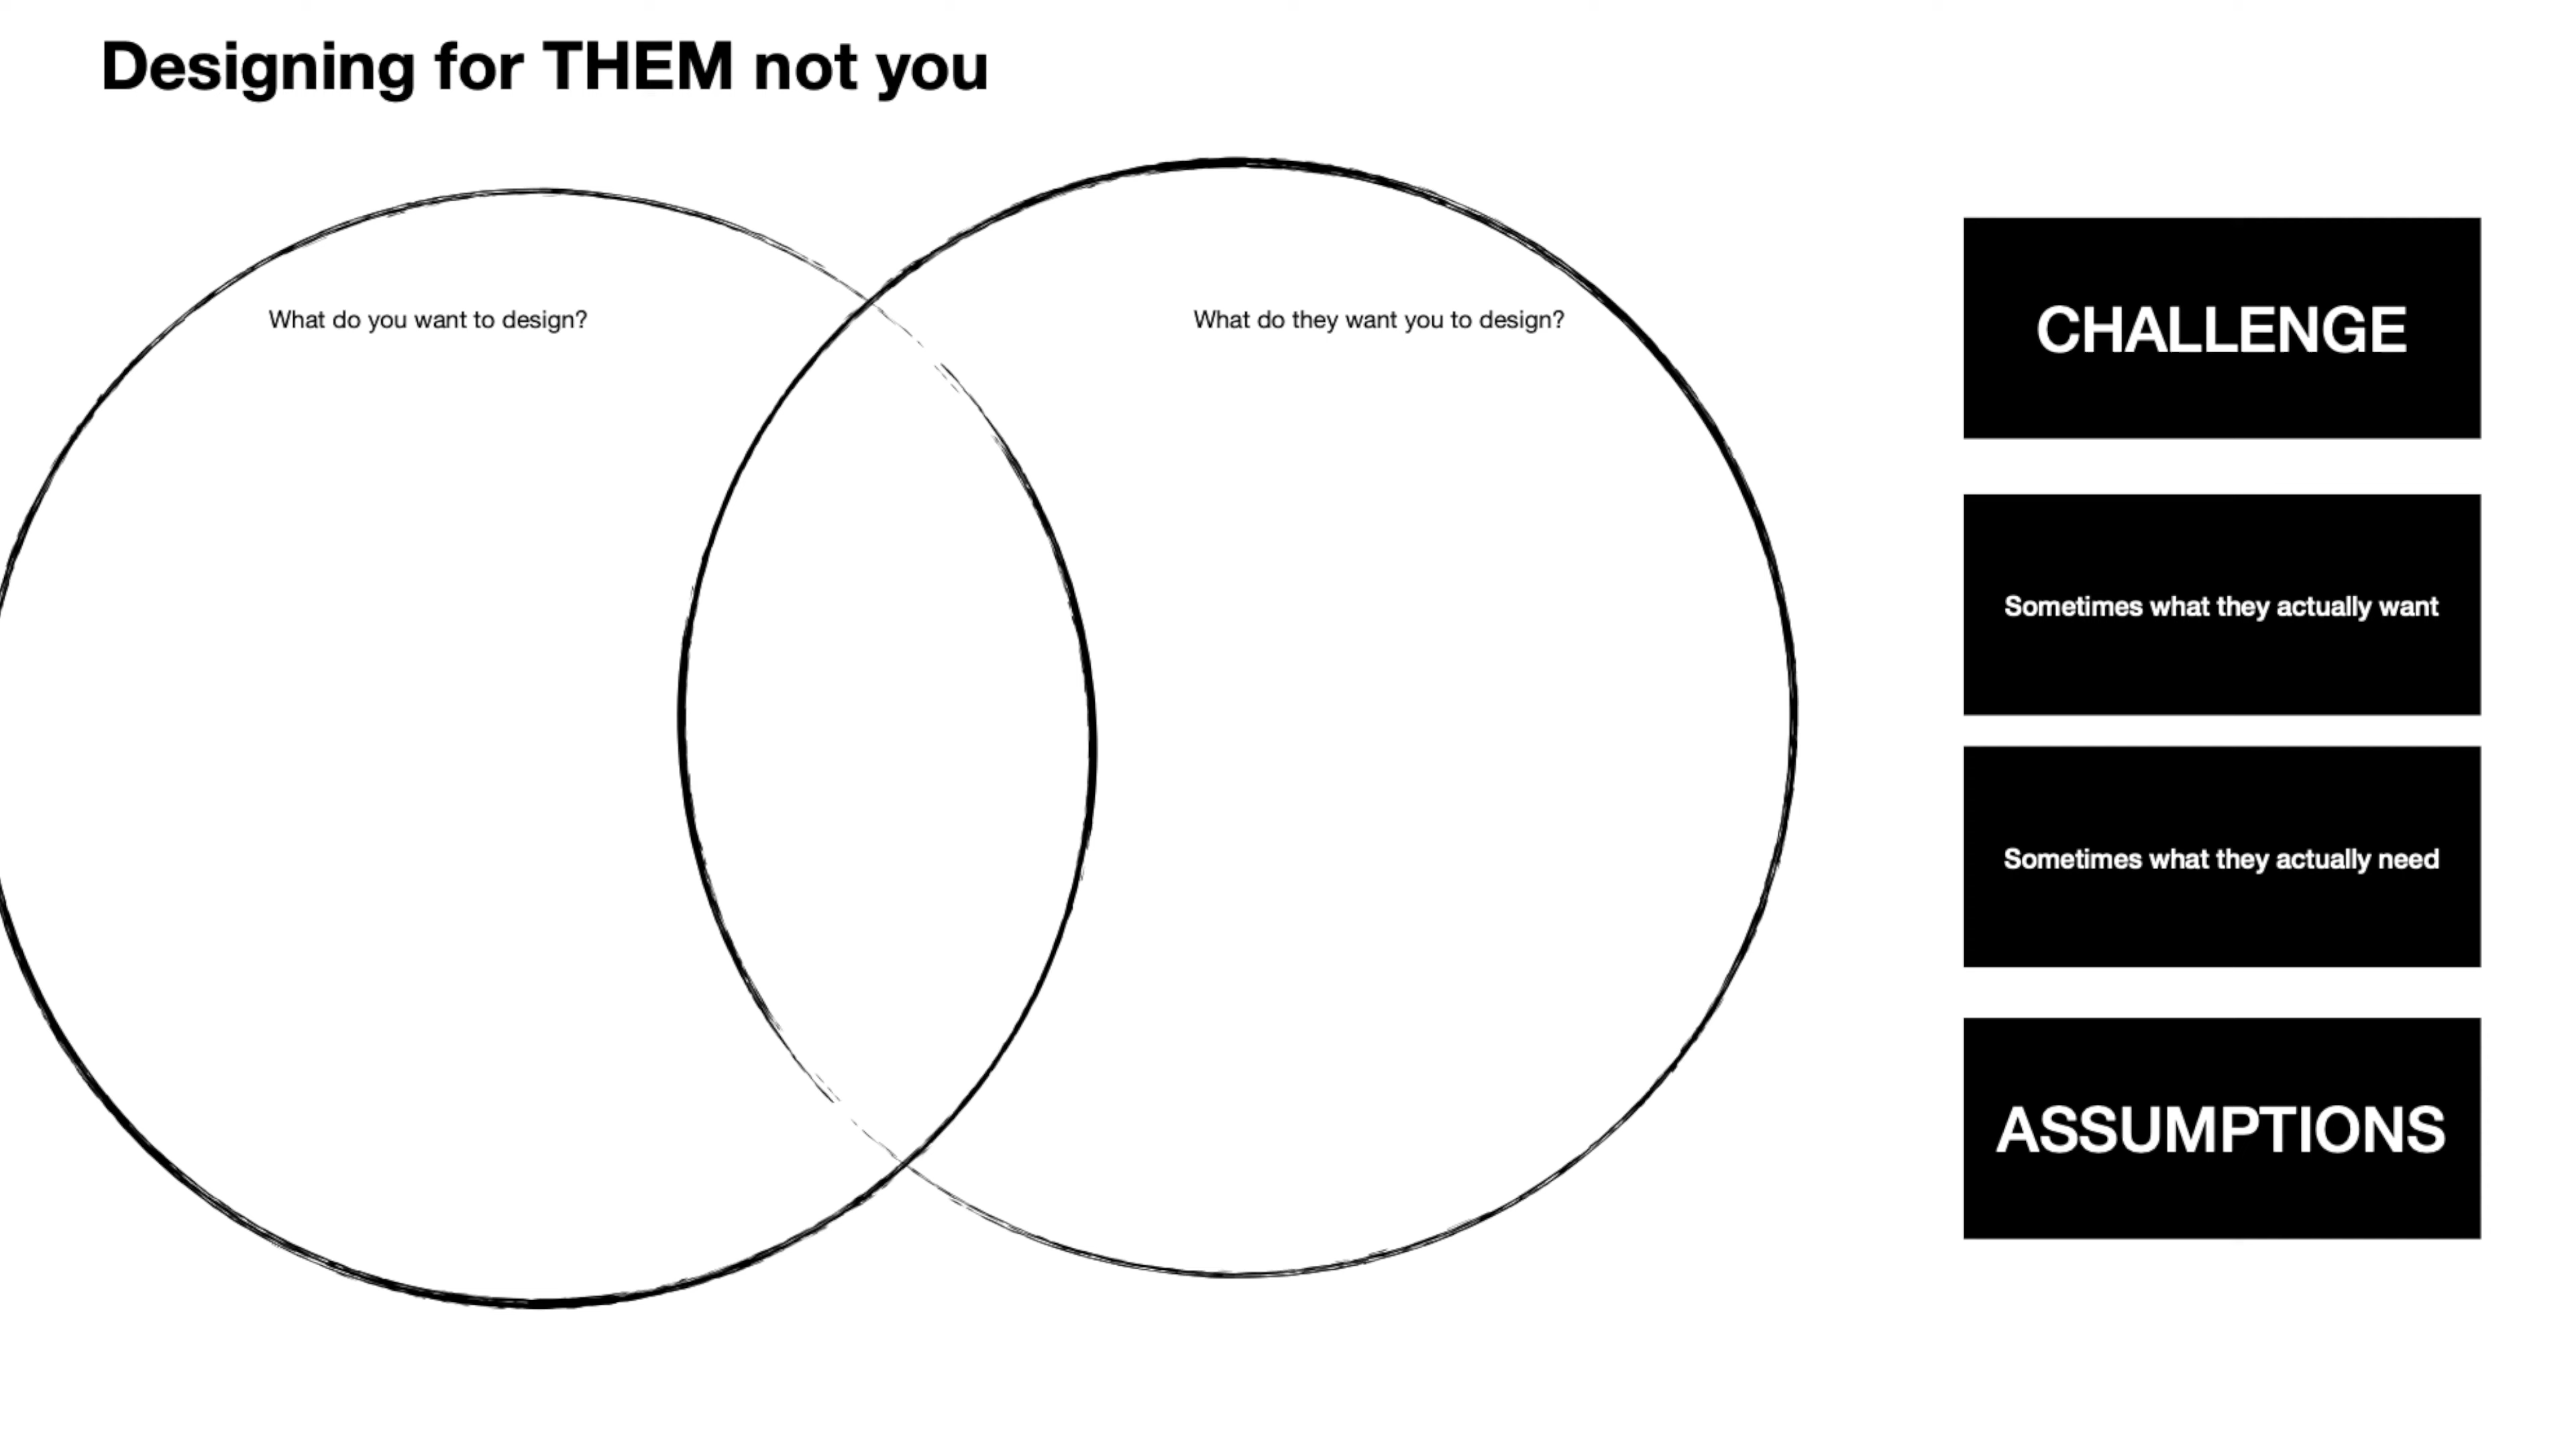 Designing for THEM not you
What do you want to design?
What do they want you to design?
CHALLENGE
Sometimes what they actually want
Sometimes what they actually need
ASSUMPTIONS